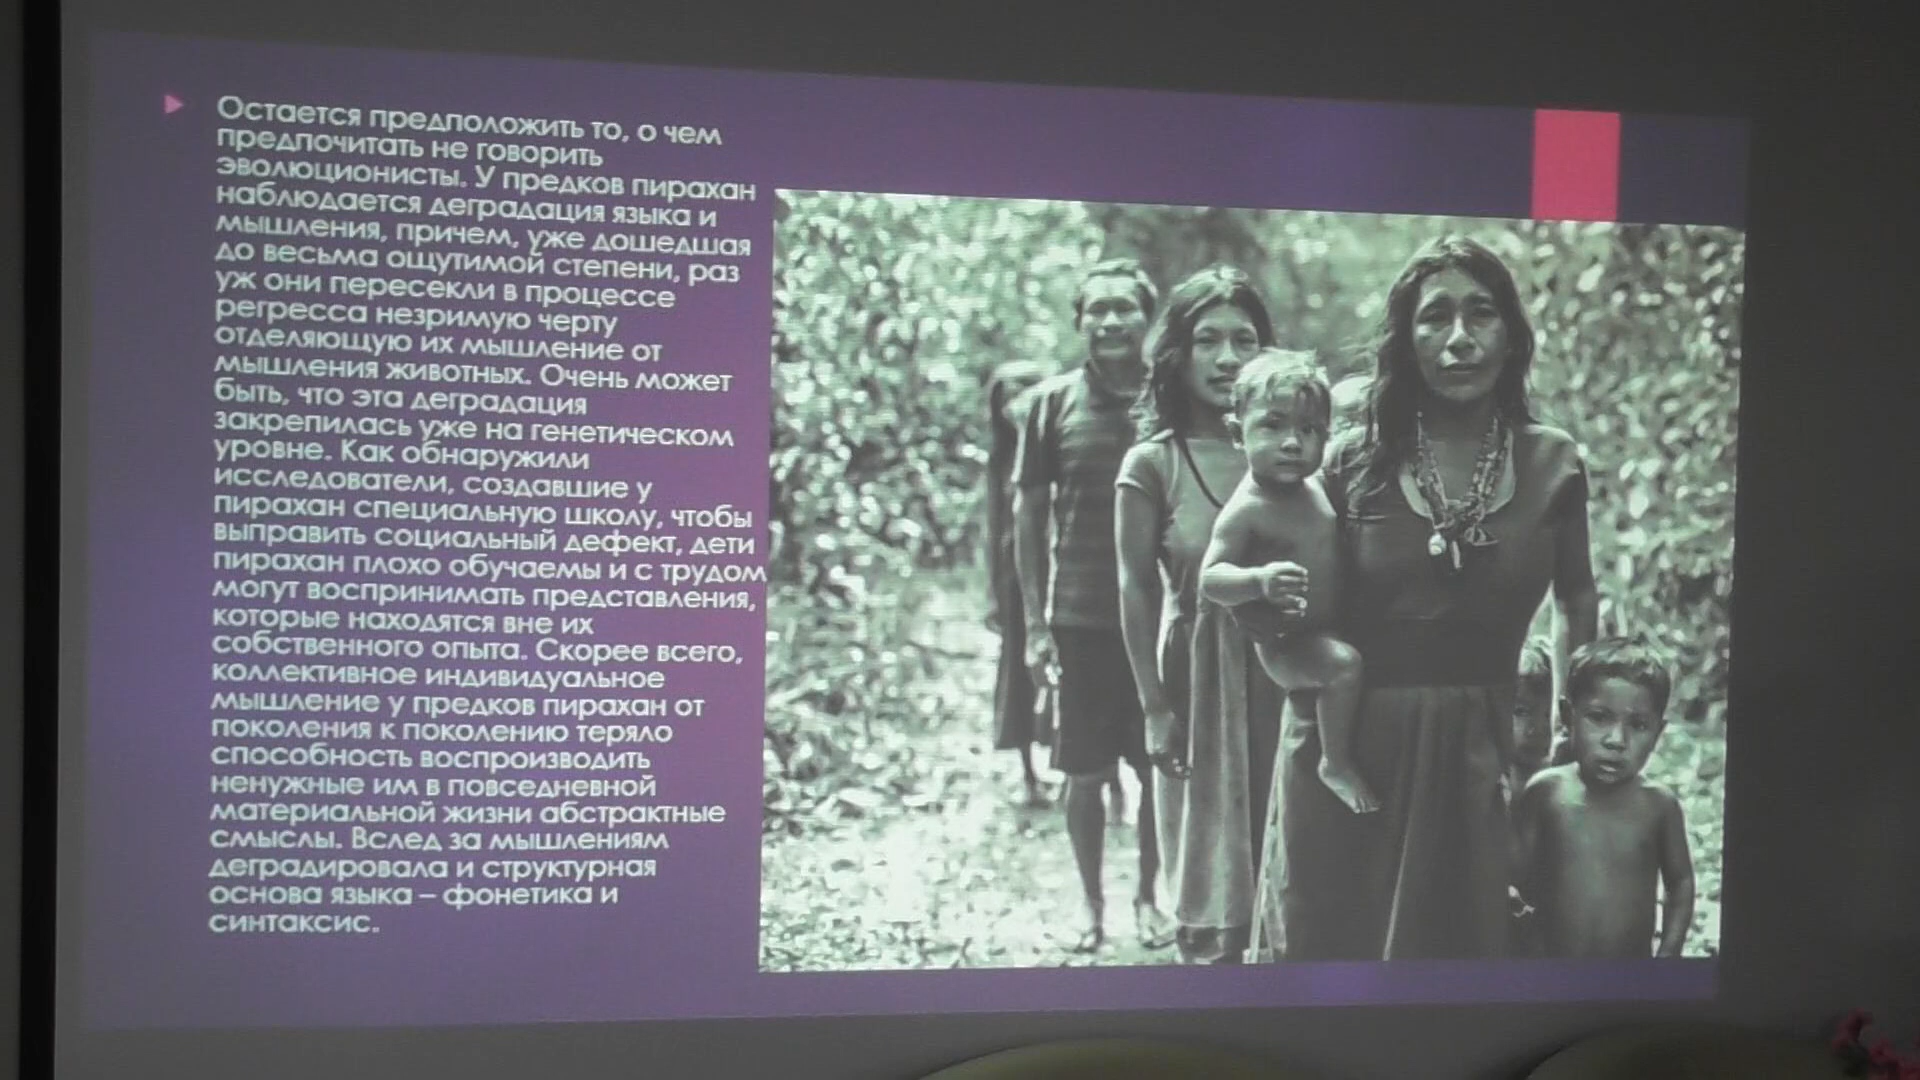 Остается предположить то, о чем
предпочитать не говорить
эволюционисты. У предков пирахан
наблюдается деградация языка и
мышления, причем, уже дошедшая
до весьма ощутимой степени, раз
уж они пересекли в процессе
регресса незримую черту
отделяющую их мышление от
мышления животных. Очень может
быть, что эта деградация
закрепилась уже на генетическом
уровне. Как обнаружили
исследователи, создавшие у
пирахан специальную школу, чтобы
выправить социальный дефект, дети
пирахан плохо обучаемы и с трудом
могут воспринимать представления,
которые находятся вне их
собственного опыта. Скорее всего,
коллективное индивидуальное
мышление у предков пирахан от
поколения к поколению теряло
способность воспроизводить
ненужные им в повседневной
материальной жизни абстрактные
смыслы. Вслед за мышлениям
деградировала и структурная
основа языка – фонетика и
синтаксис.